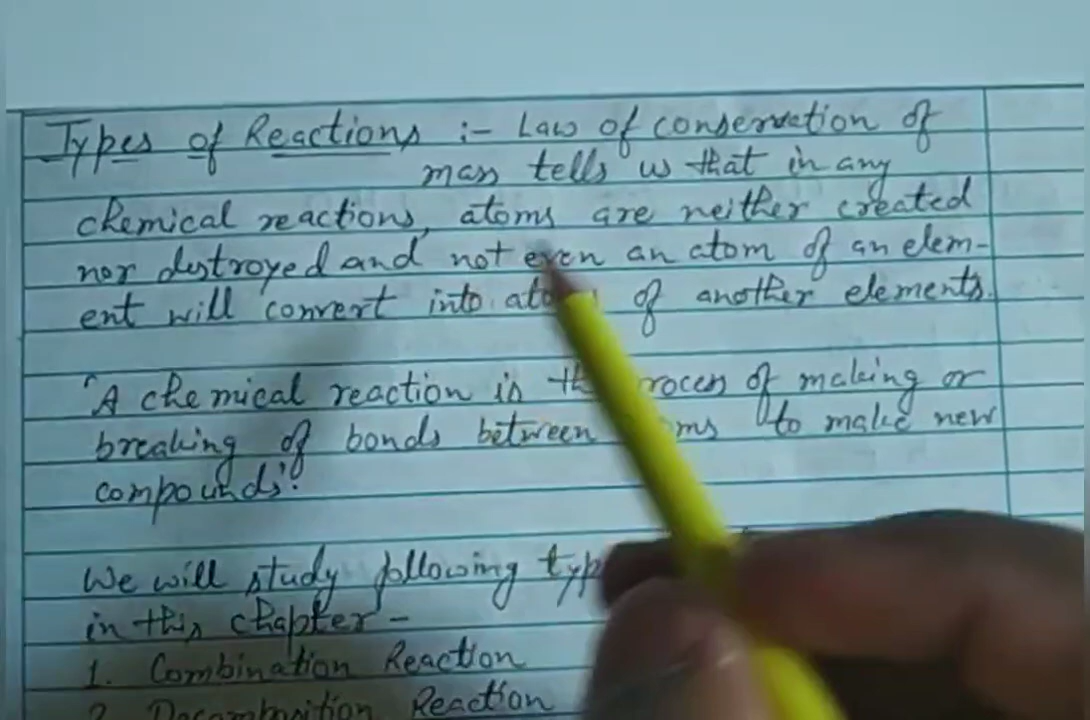 Types of Reactions :- Law of conservation of
mass tells us that in any
chemical reactions, atoms are neither created
nor destroyed and not even an atom of an elem-
ent will convert into of another elements.
"A chemical reaction is of making or
breaking of bonds between to make new
compounds".
We will study following
in this chapter -
1. Combination Reaction
2. Decomposition Reaction